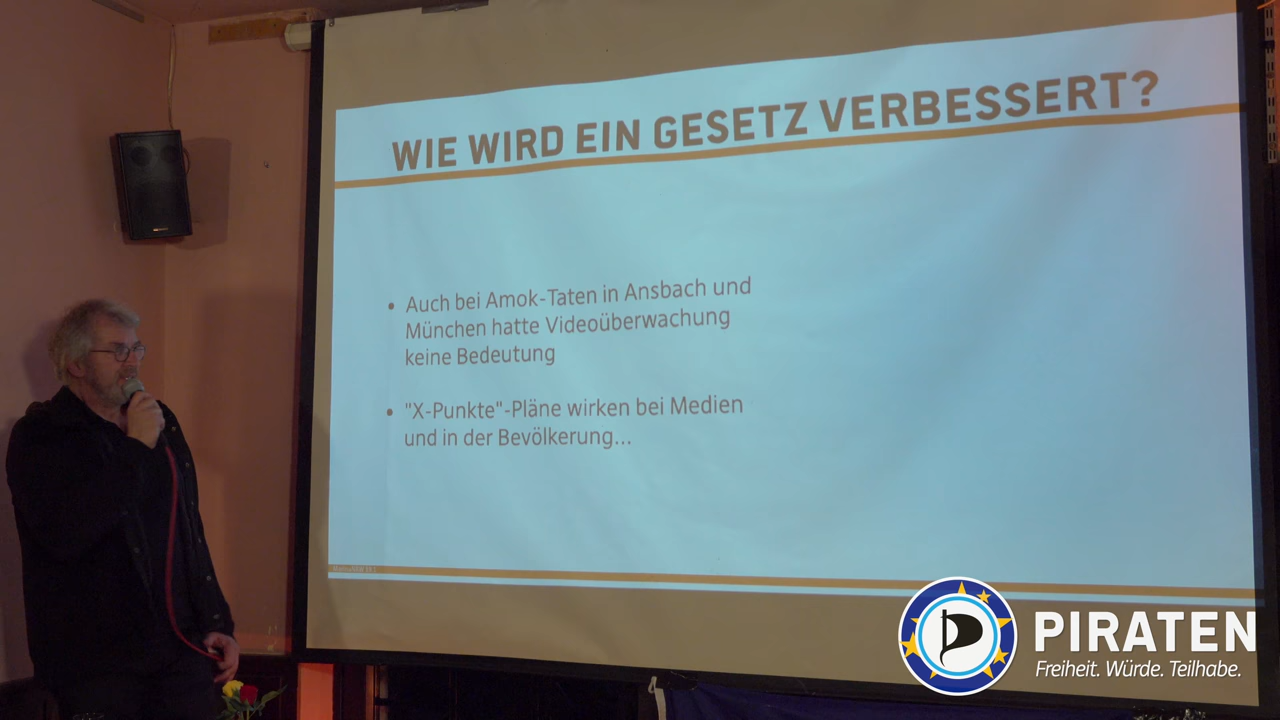 WIE WIRD EIN GESETZ VERBESSERT?
• Auch bei Amok-Taten in Ansbach und
München hatte Videoüberwachung
keine Bedeutung
• "X-Punkte"-Pläne wirken bei Medien
und in der Bevölkerung...
PIRATEN
Freiheit. Würde. Teilhabe.